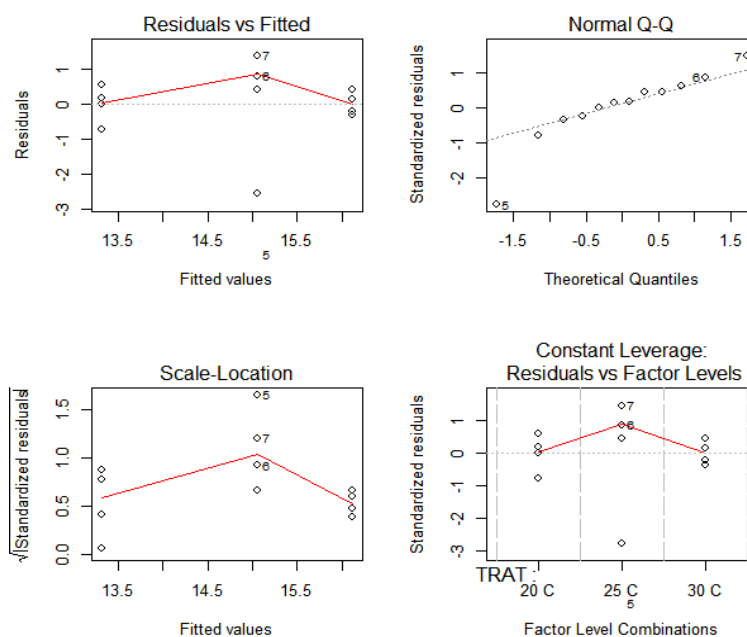 Residuals vs Fitted
Residuals
1
0
-1
-2
-3
7
6
13.5 14.5 15.5
5
Fitted values
Normal Q-Q
Standardized residuals
1
0
-1
-2
7
6
5
-1.5 -0.5 0.5 1.5
Theoretical Quantiles
Scale-Location
√|Standardized residuals|
1.5
1.0
0.5
0.0
5
7
6
13.5 14.5 15.5
Fitted values
Constant Leverage:
Residuals vs Factor Levels
Standardized residuals
1
0
-1
-2
-3
7
6
TRAT :
20 C 25 C 30 C
5
Factor Level Combinations